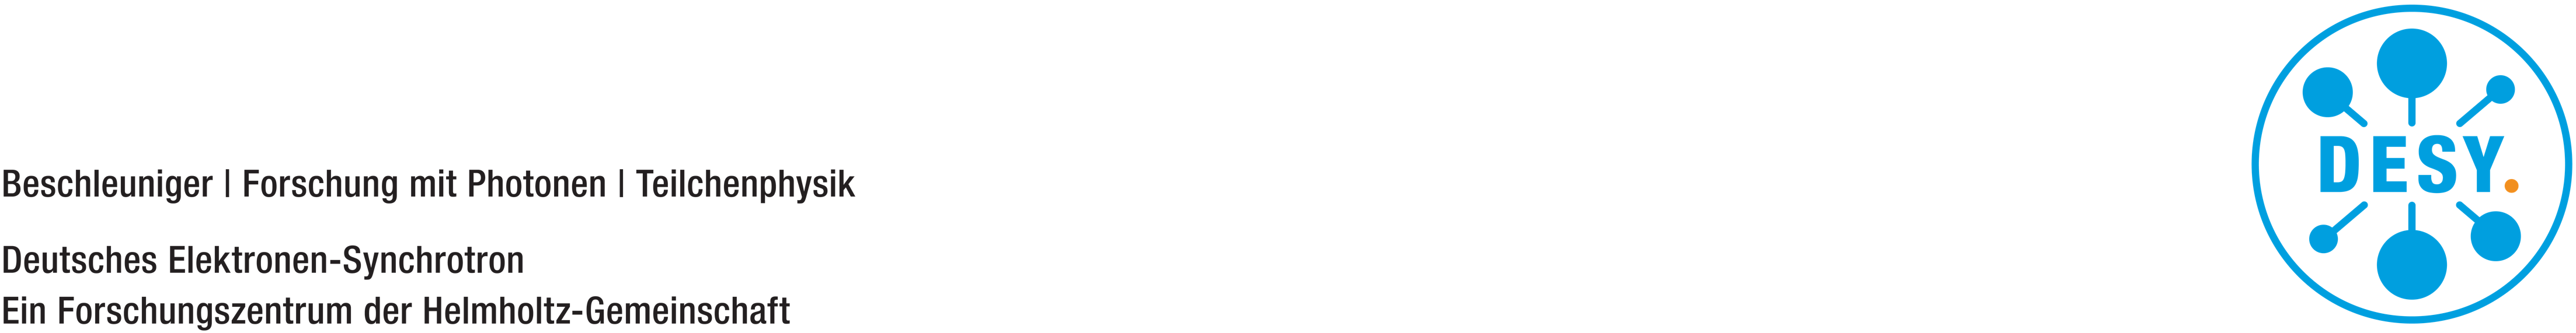 Beschleuniger | Forschung mit Photonen | Teilchenphysik
Deutsches Elektronen-Synchrotron
Ein Forschungszentrum der Helmholtz-Gemeinschaft
DESY.